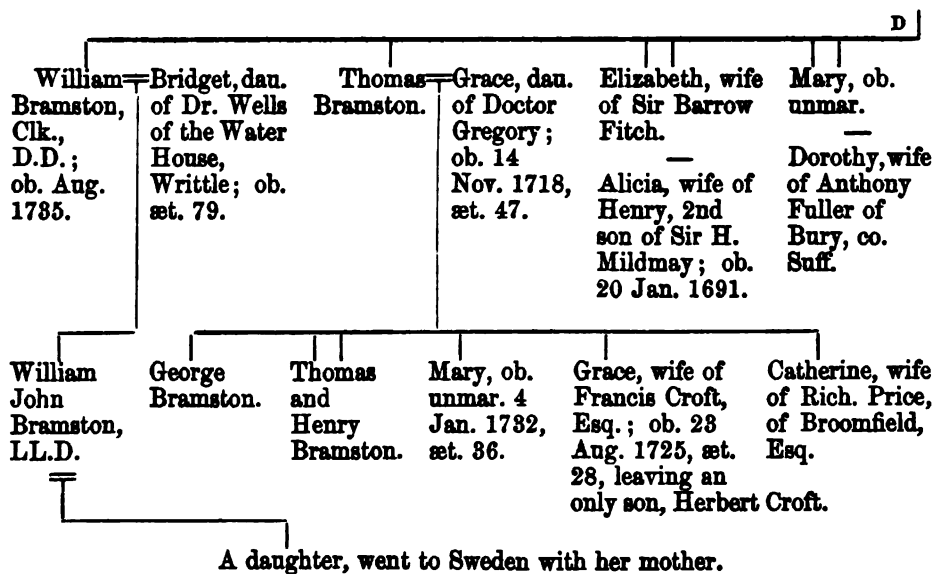 D
William Bridget, dau.
Bramston,
of Dr. Wells
Clk.,
of the Water
D.D.;
House,
ob. Aug.
Writtle; ob.
1735.
æt. 79.
Thomas Grace, dau.
Bramston.
of Doctor
Gregory;
ob. 14
Nov. 1718,
æt. 47.
Elizabeth, wife
of Sir Barrow
Fitch.
—
Alicia, wife of
Henry, 2nd
son of Sir H.
Mildmay; ob.
20 Jan. 1691.
Mary, ob.
unmar.
—
Dorothy, wife
of Anthony
Fuller of
Bury, co.
Suff.
William
John
Bramston,
LL.D.
George
Bramston.
Thomas
and
Henry
Bramston.
Mary, ob.
unmar. 4
Jan. 1732,
æt. 36.
Grace, wife of
Francis Croft,
Esq.; ob. 23
Aug. 1725, æt.
28, leaving an
only son, Herbert Croft.
Catherine, wife
of Rich. Price,
of Broomfield,
Esq.
A daughter, went to Sweden with her mother.